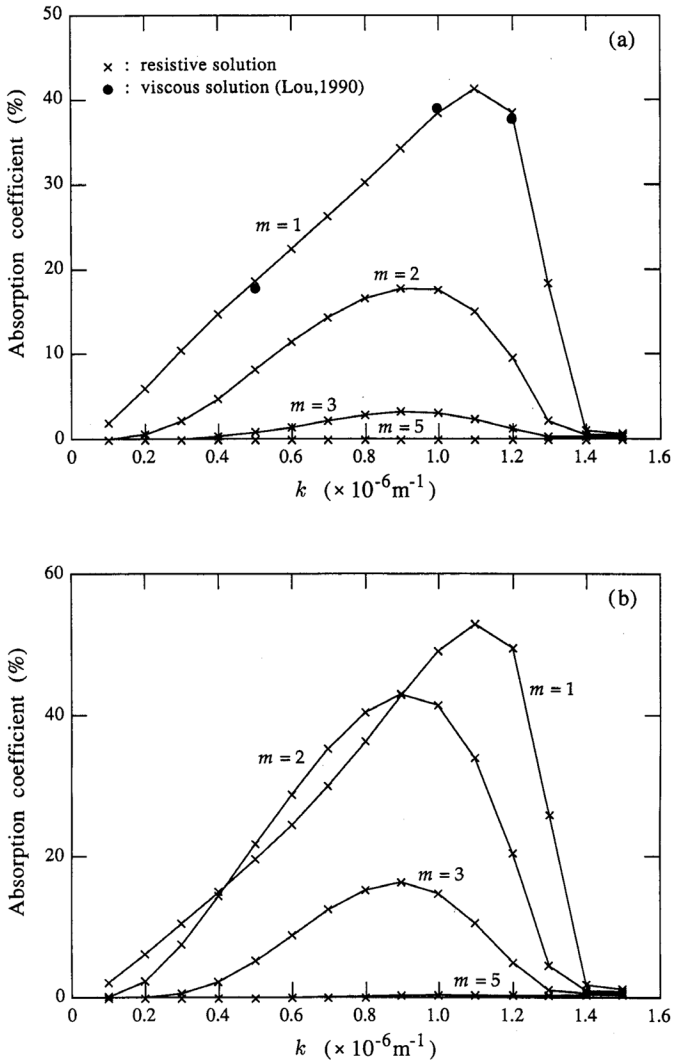 50
(a)
× : resistive solution
● : viscous solution (Lou,1990)
40
30
m = 1
20
m = 2
10
m = 3
m = 5
0
0 0.2 0.4 0.6 0.8 1.0 1.2 1.4 1.6
Absorption coefficient (%)
k (× 10⁻⁶m⁻¹)
60
(b)
m = 1
40
m = 2
20
m = 3
m = 5
0
0 0.2 0.4 0.6 0.8 1.0 1.2 1.4 1.6
Absorption coefficient (%)
k (× 10⁻⁶m⁻¹)